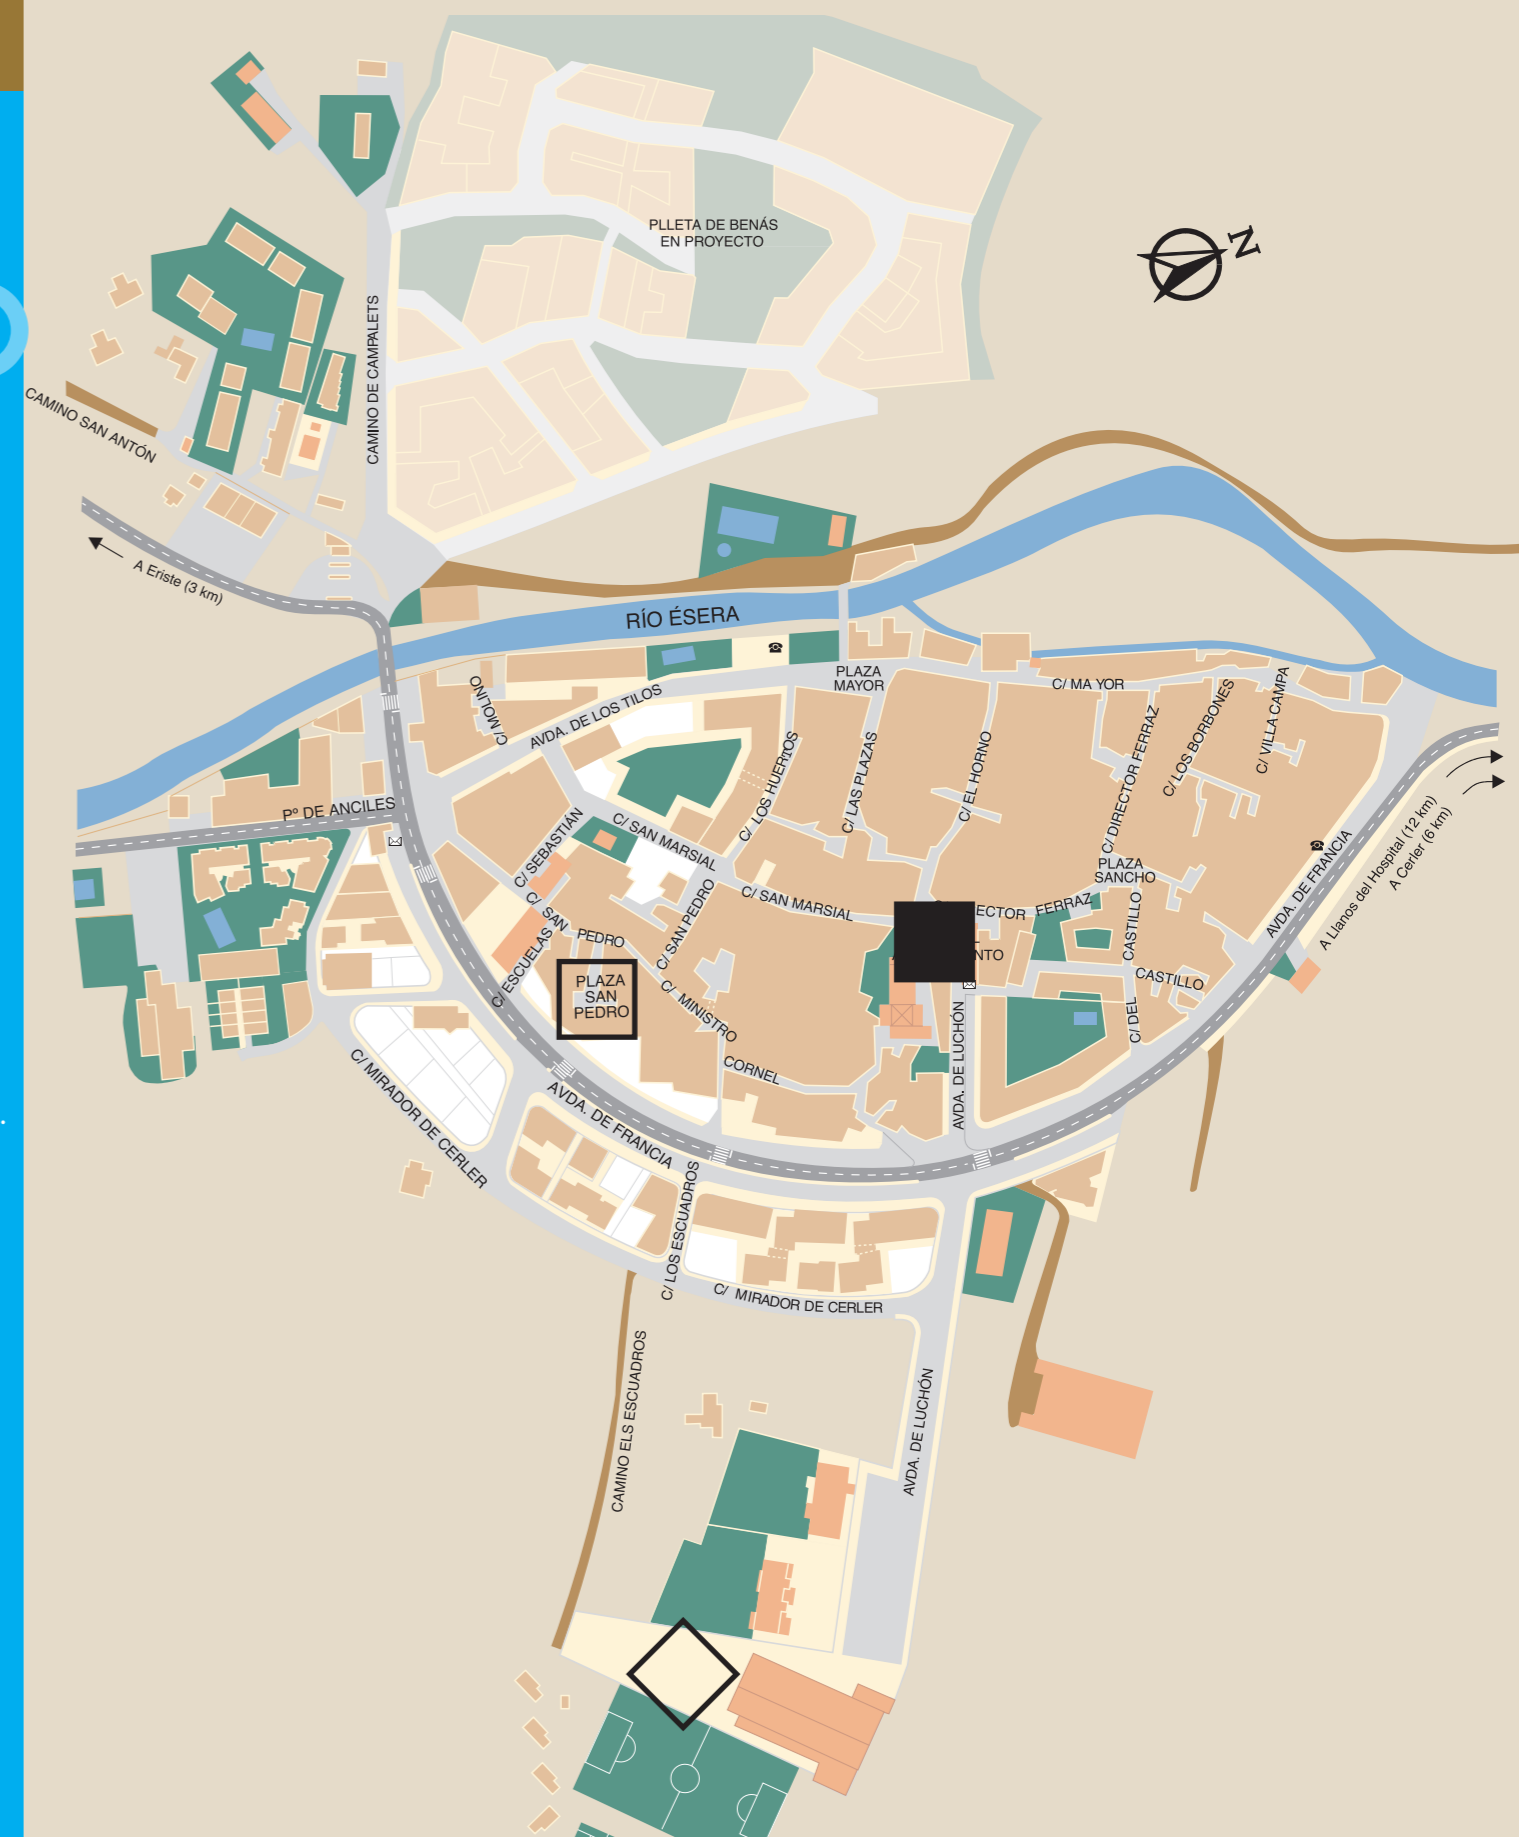 PLLETA DE BENÁS
EN PROYECTO
N
CAMINO DE CAMPALETS
CAMINO SAN ANTÓN
A Eriste (3 km)
RÍO ÉSERA
PLAZA
MAYOR
C/ MA YOR
C/ MOLINO
AVDA. DE LOS TILOS
C/ LOS HUERTOS
C/ LAS PLAZAS
C/ EL HORNO
C/ DIRECTOR FERRAZ
C/ LOS BORBONES
C/ VILLA CAMPA
Pº DE ANCILES
C/ SEBASTIÁN
C/ SAN MARSIAL
C/ SAN MARSIAL
PLAZA
SANCHO
AVDA. DE FRANCIA
A Llanos del Hospital (12 km)
A Cerler (6 km)
C/ SAN PEDRO
C/ SAN PEDRO
ECTOR FERRAZ
NTO
CASTILLO
CASTILLO
C/ DEL
C/ ESCUELAS
PLAZA
SAN
PEDRO
C/ MINISTRO
CORNEL
AVDA. DE LUCHÓN
C/ MIRADOR DE CERLER
AVDA. DE FRANCIA
C/ LOS ESCUADROS
C/ MIRADOR DE CERLER
CAMINO ELS ESCUADROS
AVDA. DE LUCHÓN